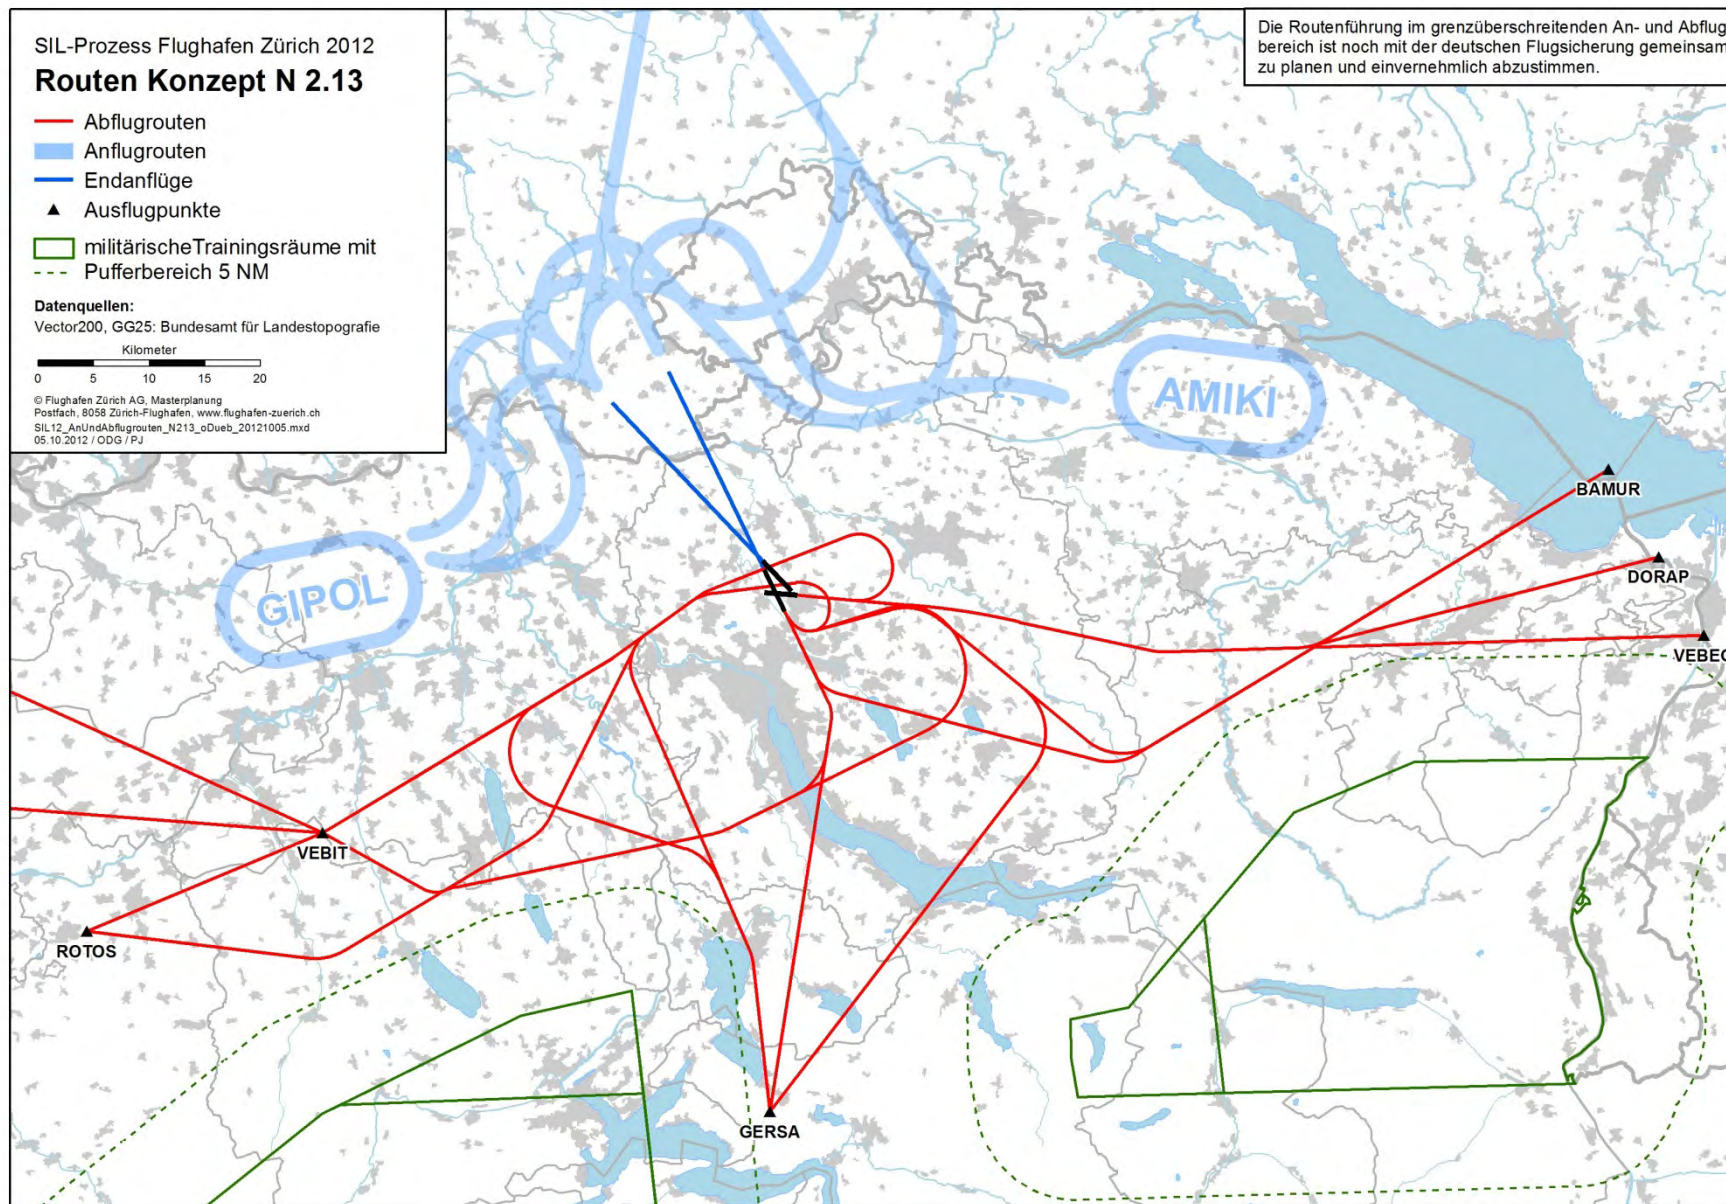 SIL-Prozess Flughafen Zürich 2012
Routen Konzept N 2.13
Abflugrouten
Anflugrouten
Endanflüge
Ausflugpunkte
militärischeTrainingsräume mit
Pufferbereich 5 NM
Datenquellen:
Vector200, GG25: Bundesamt für Landestopografie
Kilometer
0 5 10 15 20
© Flughafen Zürich AG, Masterplanung
Postfach, 8058 Zürich-Flughafen, www.flughafen-zuerich.ch
SIL12_AnUndAbflugrouten_N213_oDueb_20121005.mxd
05.10.2012 / ODG / PJ
Die Routenführung im grenzüberschreitenden An- und Abflug
bereich ist noch mit der deutschen Flugsicherung gemeinsam
zu planen und einvernehmlich abzustimmen.
AMIKI
BAMUR
DORAP
GIPOL
VEBEG
VEBIT
ROTOS
GERSA